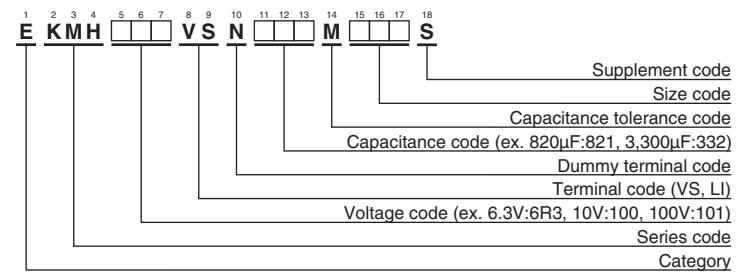 1 2 3 4 5 6 7 8 9 10 11 12 13 14 15 16 17 18
E KMH VS N M S
Supplement code
Size code
Capacitance tolerance code
Capacitance code (ex. 820μF:821, 3,300μF:332)
Dummy terminal code
Terminal code (VS, LI)
Voltage code (ex. 6.3V:6R3, 10V:100, 100V:101)
Series code
Category